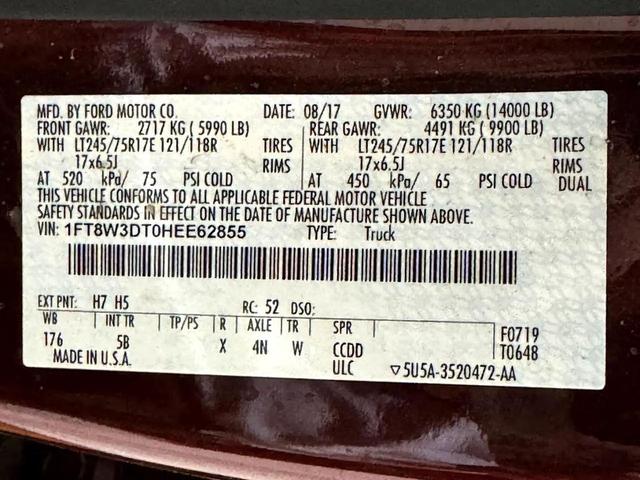 MFD. BY FORD MOTOR CO. DATE: 08/17 GVWR: 6350 KG (14000 LB)
FRONT GAWR: 2717 KG (5990 LB) REAR GAWR: 4491 KG (9900 LB)
WITH LT245/75R17E 121/118R TIRES WITH LT245/75R17E 121/118R TIRES
17x6.5J RIMS 17x6.5J RIMS
AT 520 kPa/ 75 PSI COLD AT 450 kPa/ 65 PSI COLD DUAL
THIS VEHICLE CONFORMS TO ALL APPLICABLE FEDERAL MOTOR VEHICLE
SAFETY STANDARDS IN EFFECT ON THE DATE OF MANUFACTURE SHOWN ABOVE.
VIN: 1FT8W3DT0HEE62855 TYPE: Truck
EXT PNT: H7 H5 RC: 52 DSO:
WB INT TR TP/PS R AXLE TR SPR F0719
176 5B X 4N W CCDD T0648
MADE IN U.S.A. ULC ▽5U5A-3520472-AA